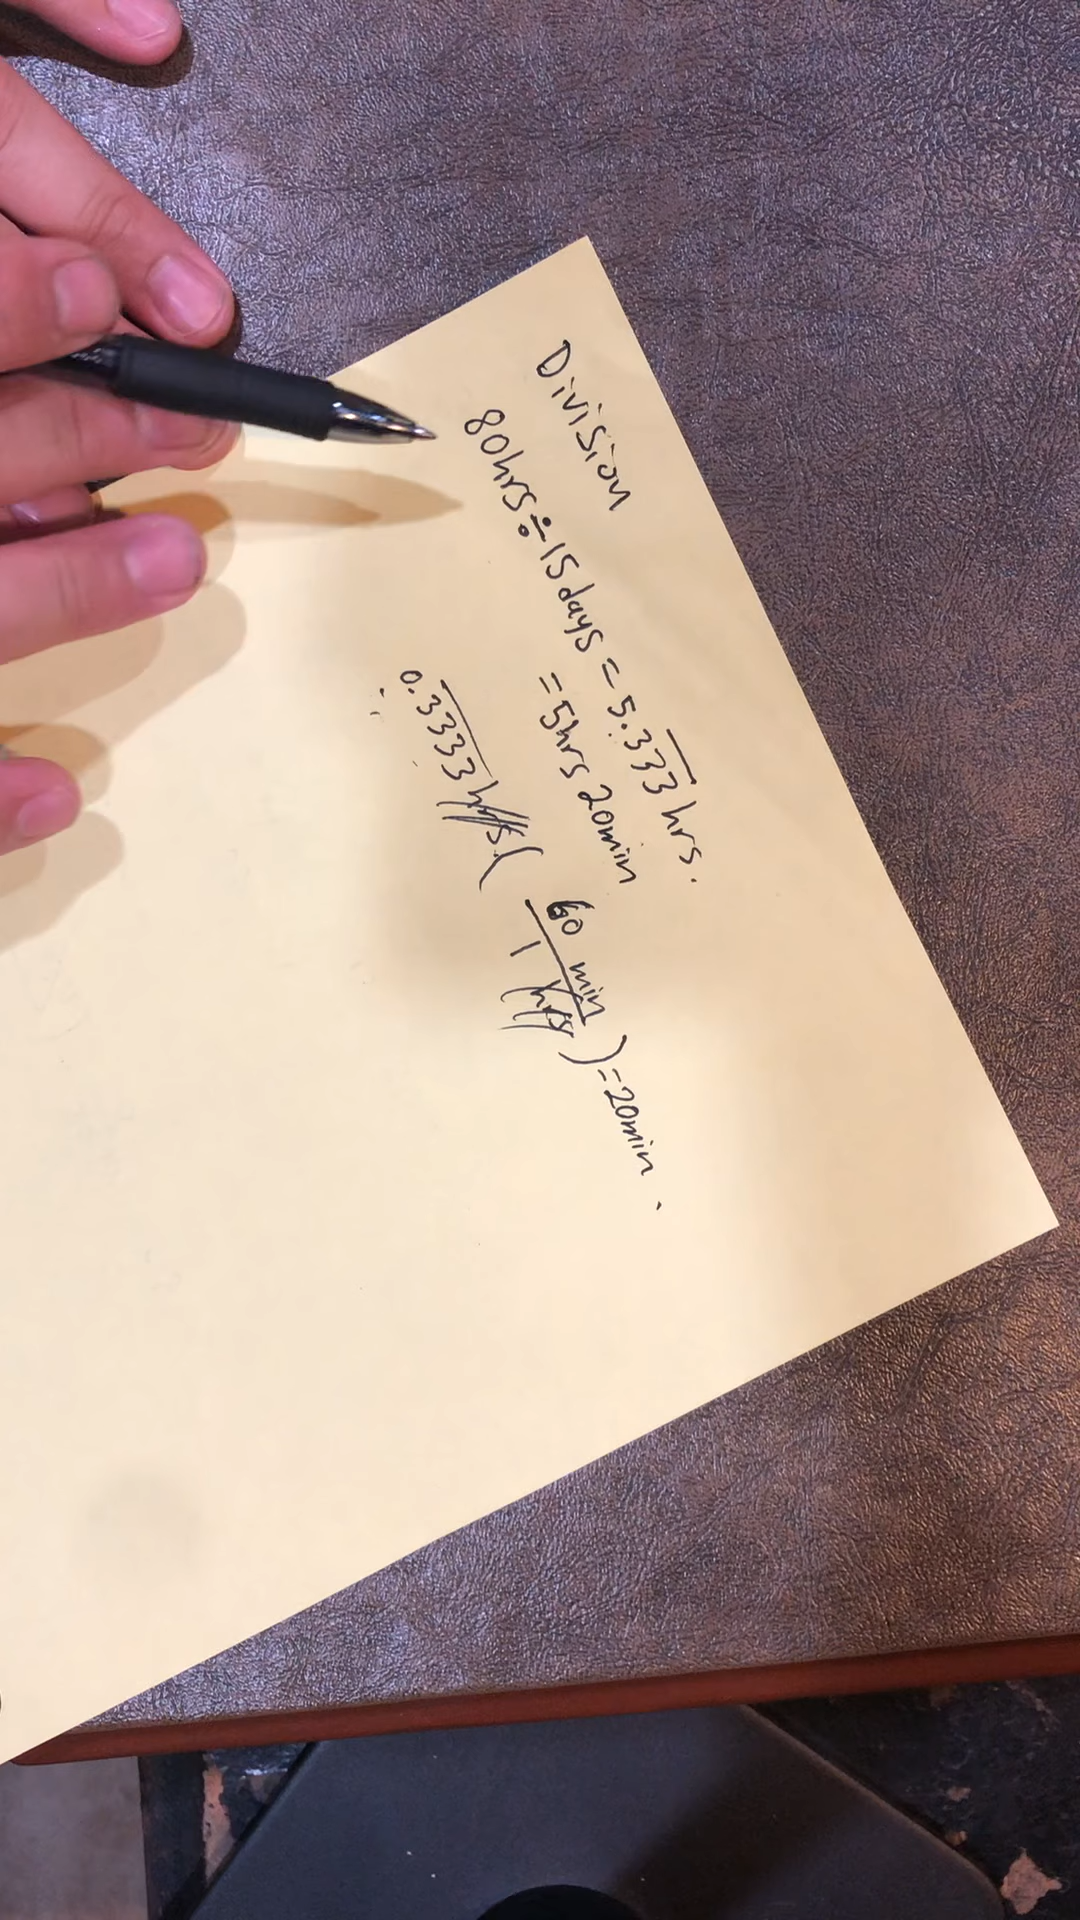 Division
80hrs ÷ 15 days = 5.333 hrs.
= 5hrs 20min
0.3333 hrs ( 60 min / 1 hrs ) = 20min.